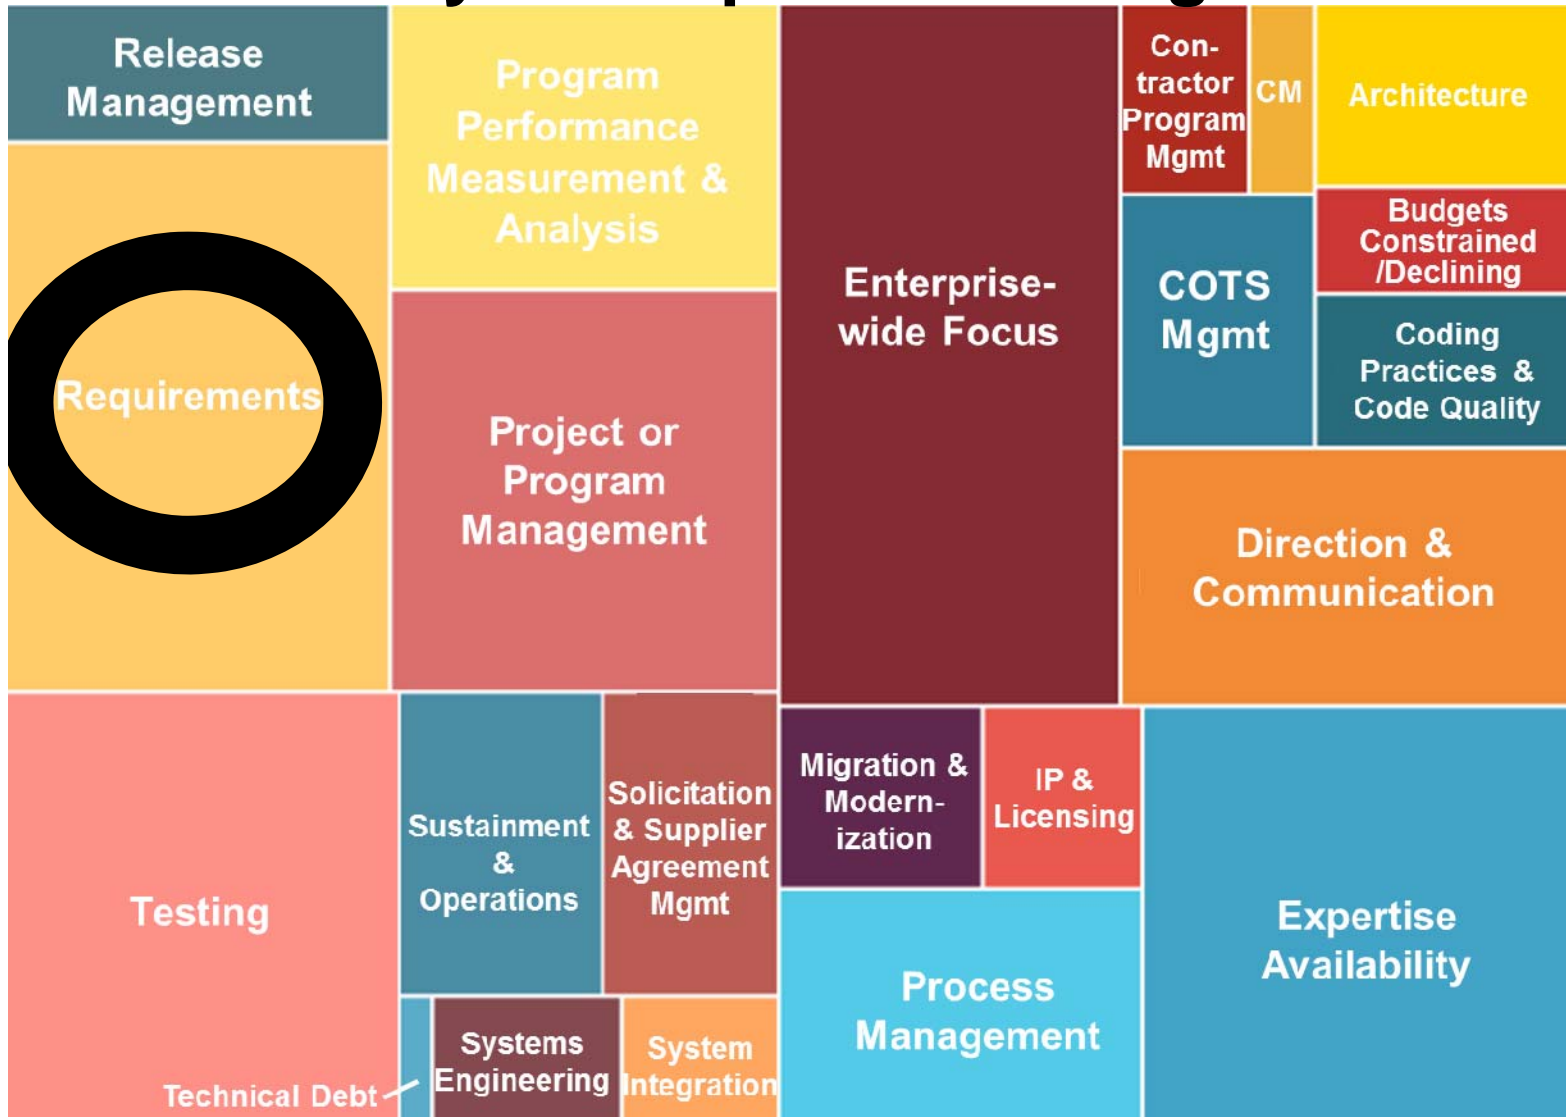 Release
Management
Program
Performance
Measurement &
Analysis
Requirements
Project or
Program
Management
Enterprise-
wide Focus
Con-
tractor
Program
Mgmt
CM
Architecture
Budgets
Constrained
/Declining
COTS
Mgmt
Coding
Practices &
Code Quality
Direction &
Communication
Testing
Sustainment
&
Operations
Solicitation
& Supplier
Agreement
Mgmt
Technical Debt
Systems
Engineering
System
Integration
Migration &
Modern-
ization
IP &
Licensing
Process
Management
Expertise
Availability